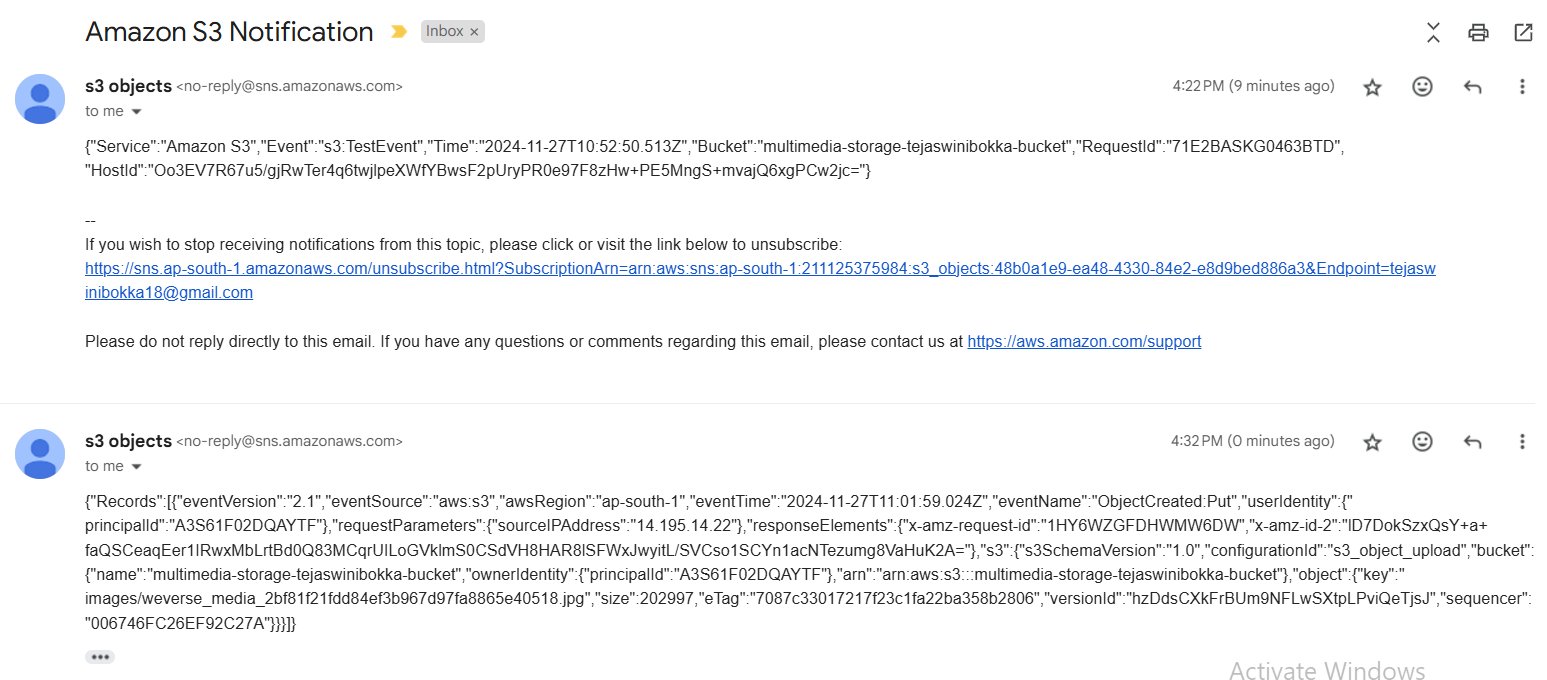 Amazon S3 Notification
Inbox ×
s3 objects <no-reply@sns.amazonaws.com>
4:22 PM (9 minutes ago)
to me
{"Service":"Amazon S3","Event":"s3:TestEvent","Time":"2024-11-27T10:52:50.513Z","Bucket":"multimedia-storage-tejaswinibokka-bucket","RequestId":"71E2BASKG0463BTD",
"HostId":"Oo3EV7R67u5/gjRwTer4q6twjlpeXWfYBwsF2pUryPR0e97F8zHw+PE5MngS+mvajQ6xgPCw2jc="}
--
If you wish to stop receiving notifications from this topic, please click or visit the link below to unsubscribe:
https://sns.ap-south-1.amazonaws.com/unsubscribe.html?SubscriptionArn=arn:aws:sns:ap-south-1:211125375984:s3_objects:48b0a1e9-ea48-4330-84e2-e8d9bed886a3&Endpoint=tejasw
inibokka18@gmail.com
Please do not reply directly to this email. If you have any questions or comments regarding this email, please contact us at https://aws.amazon.com/support
s3 objects <no-reply@sns.amazonaws.com>
4:32 PM (0 minutes ago)
to me
{"Records":[{"eventVersion":"2.1","eventSource":"aws:s3","awsRegion":"ap-south-1","eventTime":"2024-11-27T11:01:59.024Z","eventName":"ObjectCreated:Put","userIdentity":{"
principalId":"A3S61F02DQAYTF"},"requestParameters":{"sourceIPAddress":"14.195.14.22"},"responseElements":{"x-amz-request-id":"1HY6WZGFDHWMW6DW","x-amz-id-2":"lD7DokSzxQsY+a+
faQSCeaqEer1IRwxMbLrtBd0Q83MCqrUILoGVklmS0CSdVH8HAR8lSFWxJwyitL/SVCso1SCYn1acNTezumg8VaHuK2A="},"s3":{"s3SchemaVersion":"1.0","configurationId":"s3_object_upload","bucket":
{"name":"multimedia-storage-tejaswinibokka-bucket","ownerIdentity":{"principalId":"A3S61F02DQAYTF"},"arn":"arn:aws:s3:::multimedia-storage-tejaswinibokka-bucket"},"object":{"key":"
images/weverse_media_2bf81f21fdd84ef3b967d97fa8865e40518.jpg","size":202997,"eTag":"7087c33017217f23c1fa22ba358b2806","versionId":"hzDdsCXkFrBUm9NFLwSXtpLPviQeTjsJ","sequencer":
"006746FC26EF92C27A"}}}]}
Activate Windows